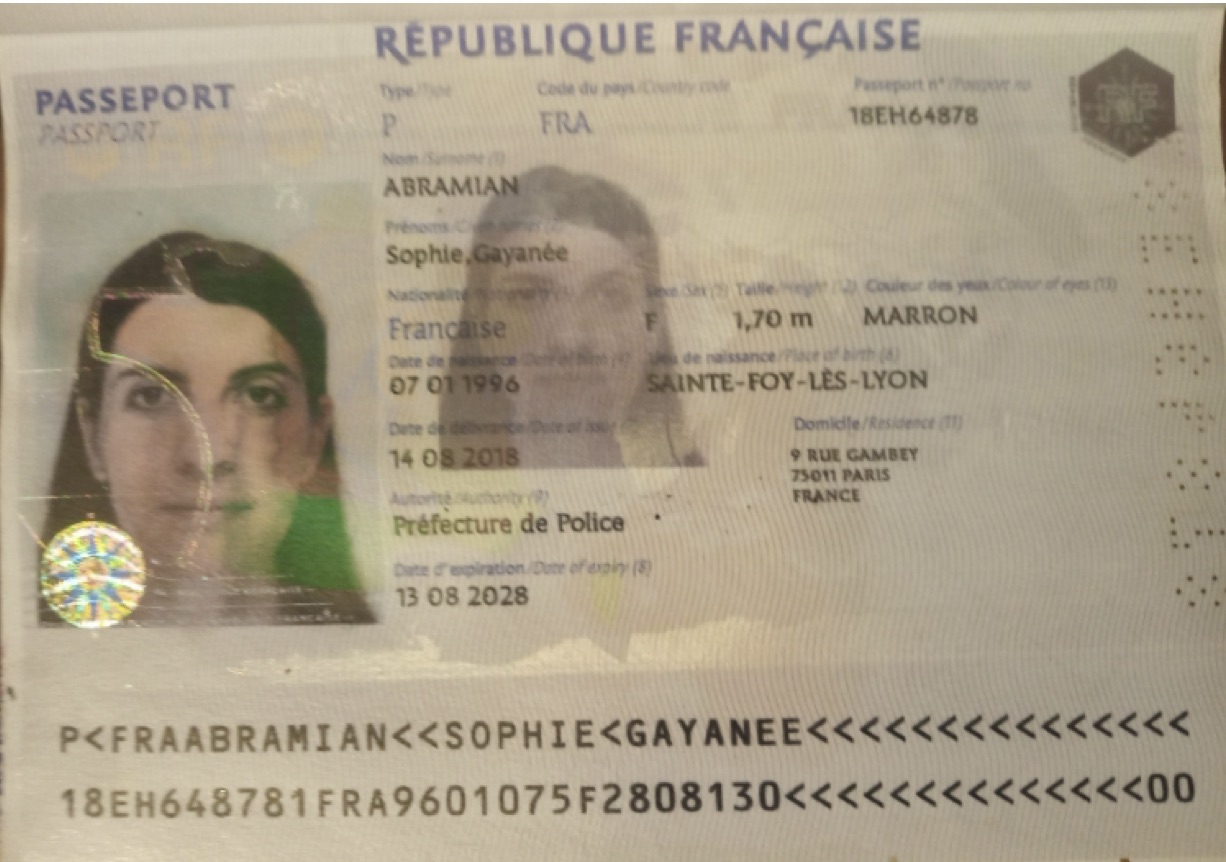 RÉPUBLIQUE FRANÇAISE
PASSEPORT
PASSPORT
Type/Type Code du pays/Country code Passeport n°/Passport no
P FRA 18EH64878
Nom/Surname (1)
ABRAMIAN
Prénoms/Given names (2)
Sophie,Gayanée
Nationalité/Nationality (3) Sexe/Sex (5) Taille/Height (12) Couleur des yeux/Colour of eyes (13)
Française F 1,70 m MARRON
Date de naissance/Date of birth (4) Lieu de naissance/Place of birth (6)
07 01 1996 SAINTE-FOY-LÈS-LYON
Date de délivrance/Date of issue Domicile/Residence (11)
14 08 2018 9 RUE GAMBEY
75011 PARIS
Autorité/Authority (9) FRANCE
Préfecture de Police
Date d'expiration/Date of expiry (8)
13 08 2028
P<FRAABRAMIAN<<SOPHIE<GAYANEE<<<<<<<<<<<<<<<
18EH648781FRA9601075F2808130<<<<<<<<<<<<<<00